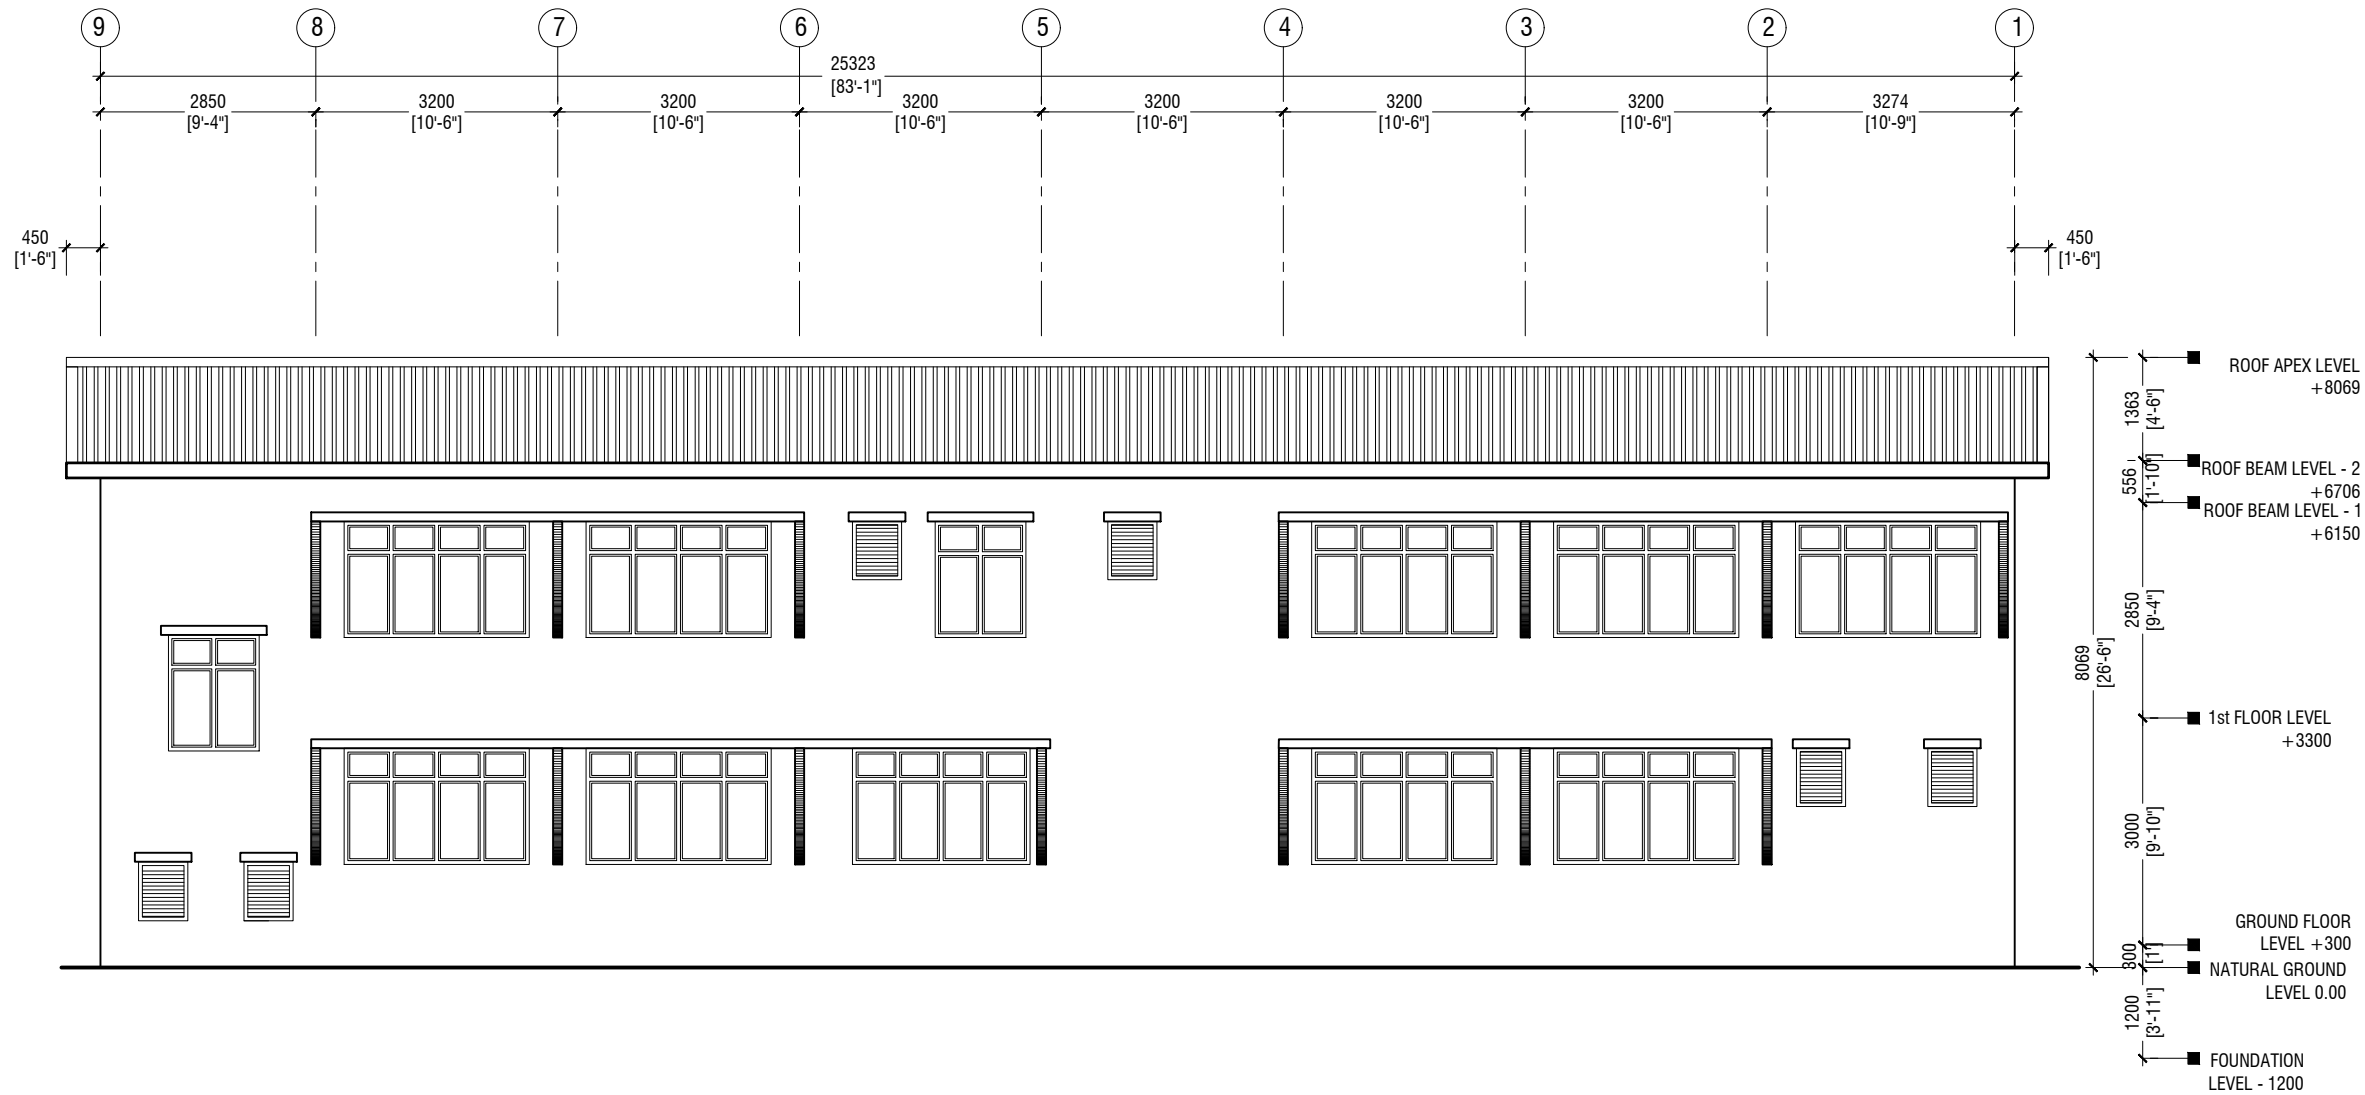 9 8 7 6 5 4 3 2 1
25323
[83'-1"]
2850 3200 3200 3200 3200 3200 3200 3274
[9'-4"] [10'-6"] [10'-6"] [10'-6"] [10'-6"] [10'-6"] [10'-6"] [10'-9"]
450
[1'-6"]
450
[1'-6"]
8069
[26'-6"]
1363
[4'-6"]
556
[1'-10"]
2850
[9'-4"]
3000
[9'-10"]
300
[1']
1200
[3'-11"]
ROOF APEX LEVEL
+8069
ROOF BEAM LEVEL - 2
+6706
ROOF BEAM LEVEL - 1
+6150
1st FLOOR LEVEL
+3300
GROUND FLOOR
LEVEL +300
NATURAL GROUND
LEVEL 0.00
FOUNDATION
LEVEL - 1200